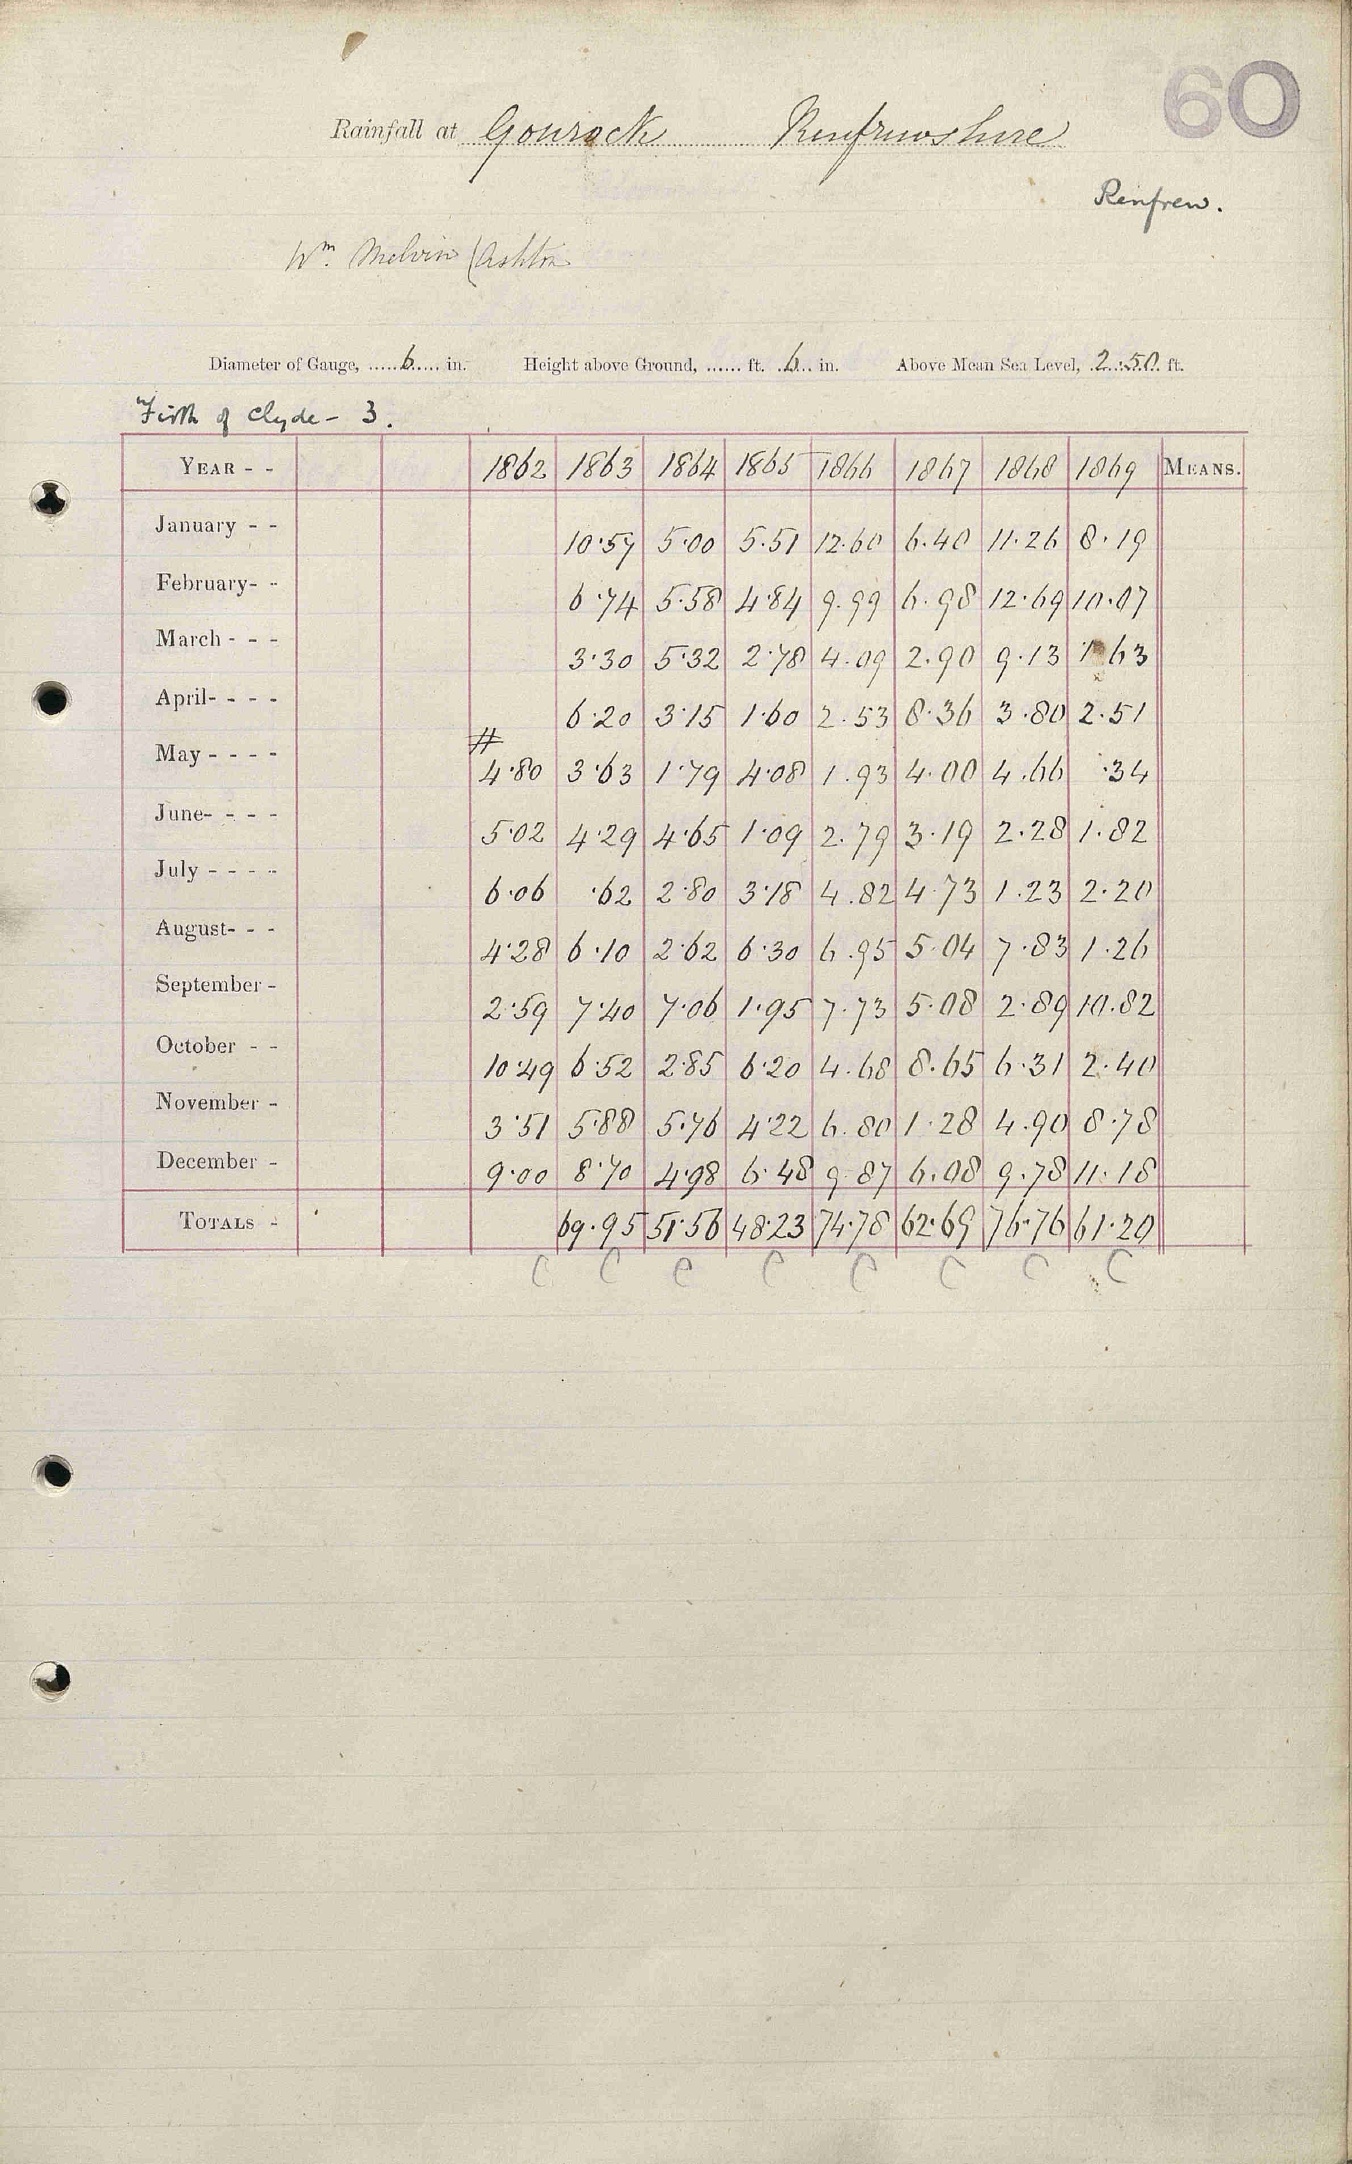 60
Rainfall at Gourock Renfrewshire
Renfrew.
Wm. Melvin (Ashton
Diameter of Gauge, ...... 6 ...... in. Height above Ground, ...... ft. 6 in. Above Mean Sea Level, 2.50 ft.
Firth of Clyde - 3.
YEAR - - 1862 1863 1864 1865 1866 1867 1868 1869 MEANS.
January - - 10.57 5.00 5.51 12.60 6.40 11.26 8.19
February- - 6.74 5.58 4.84 9.99 6.98 12.69 10.07
March - - - 3.30 5.32 2.78 4.09 2.90 9.13 1.63
April- - - - 6.20 3.15 1.60 2.53 8.36 3.80 2.51
#
May - - - - 4.80 3.63 1.79 4.08 1.93 4.00 4.66 .34
June- - - - 5.02 4.29 4.65 1.09 2.79 3.19 2.28 1.82
July - - - - 6.06 .62 2.80 3.18 4.82 4.73 1.23 2.20
August- - - 4.28 6.10 2.62 6.30 6.95 5.04 7.83 1.26
September - 2.59 7.40 7.06 1.95 7.73 5.08 2.89 10.82
October - - 10.49 6.52 2.85 6.20 4.68 8.65 6.31 2.40
November - 3.51 5.88 5.76 4.22 6.80 1.28 4.90 8.78
December - 9.00 8.70 4.98 6.48 9.87 6.08 9.78 11.18
TOTALS - 69.95 51.56 48.23 74.78 62.69 76.76 61.20
C C C C C C C C